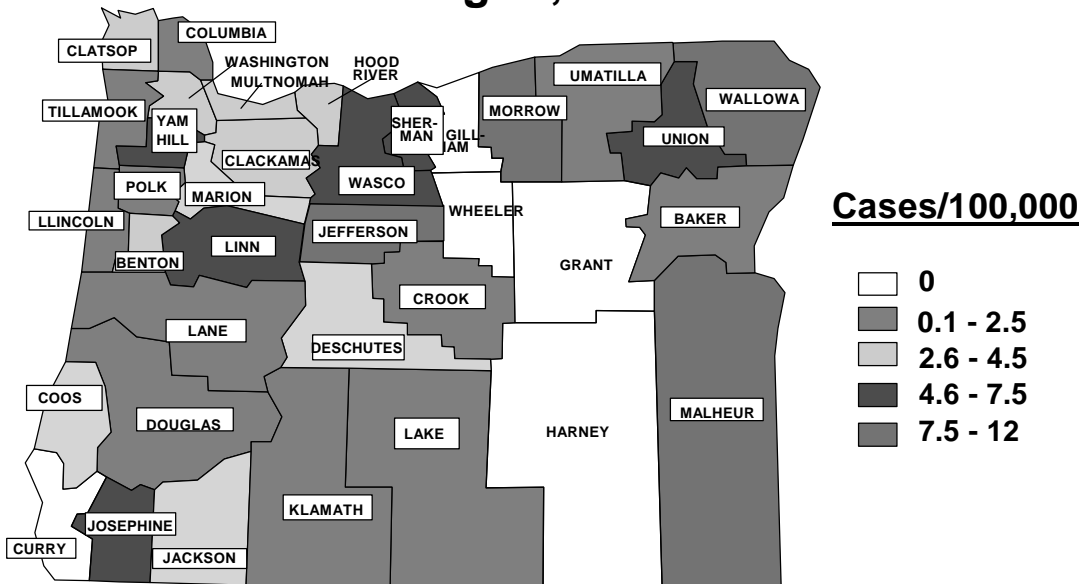 COLUMBIA
CLATSOP
WASHINGTON
HOOD
RIVER
MULTNOMAH
UMATILLA
WALLOWA
TILLAMOOK
MORROW
YAM
HILL
SHER-
MAN
GILL-
IAM
UNION
CLACKAMAS
POLK
WASCO
MARION
LLINCOLN
WHEELER
BAKER
JEFFERSON
LINN
BENTON
GRANT
CROOK
LANE
DESCHUTES
COOS
DOUGLAS
LAKE
HARNEY
MALHEUR
KLAMATH
JOSEPHINE
CURRY
JACKSON
Cases/100,000
0
0.1 - 2.5
2.6 - 4.5
4.6 - 7.5
7.5 - 12